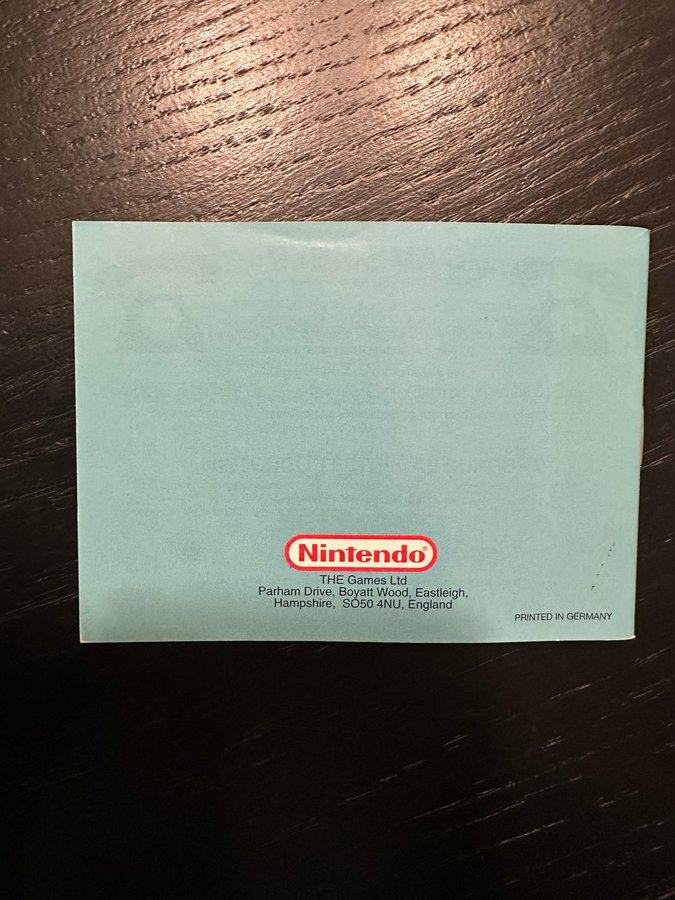 Nintendo®
THE Games Ltd
Parham Drive, Boyatt Wood, Eastleigh,
Hampshire, SO50 4NU, England
PRINTED IN GERMANY